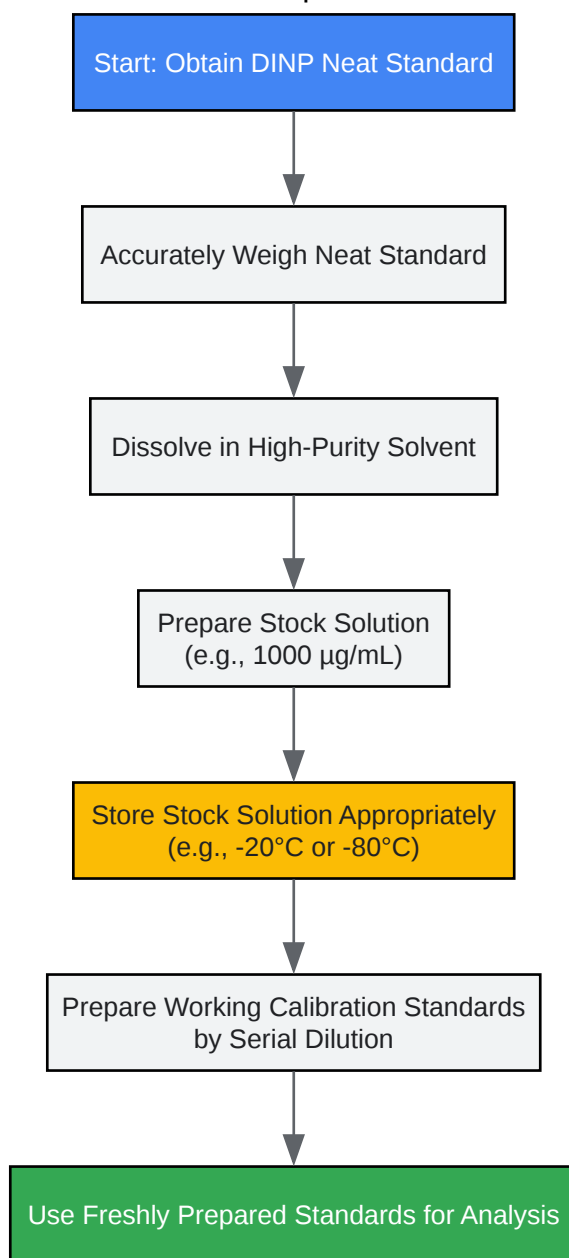 Start: Obtain DINP Neat Standard
Accurately Weigh Neat Standard
Dissolve in High-Purity Solvent
Prepare Stock Solution
(e.g., 1000 µg/mL)
Store Stock Solution Appropriately
(e.g., -20°C or -80°C)
Prepare Working Calibration Standards
by Serial Dilution
Use Freshly Prepared Standards for Analysis